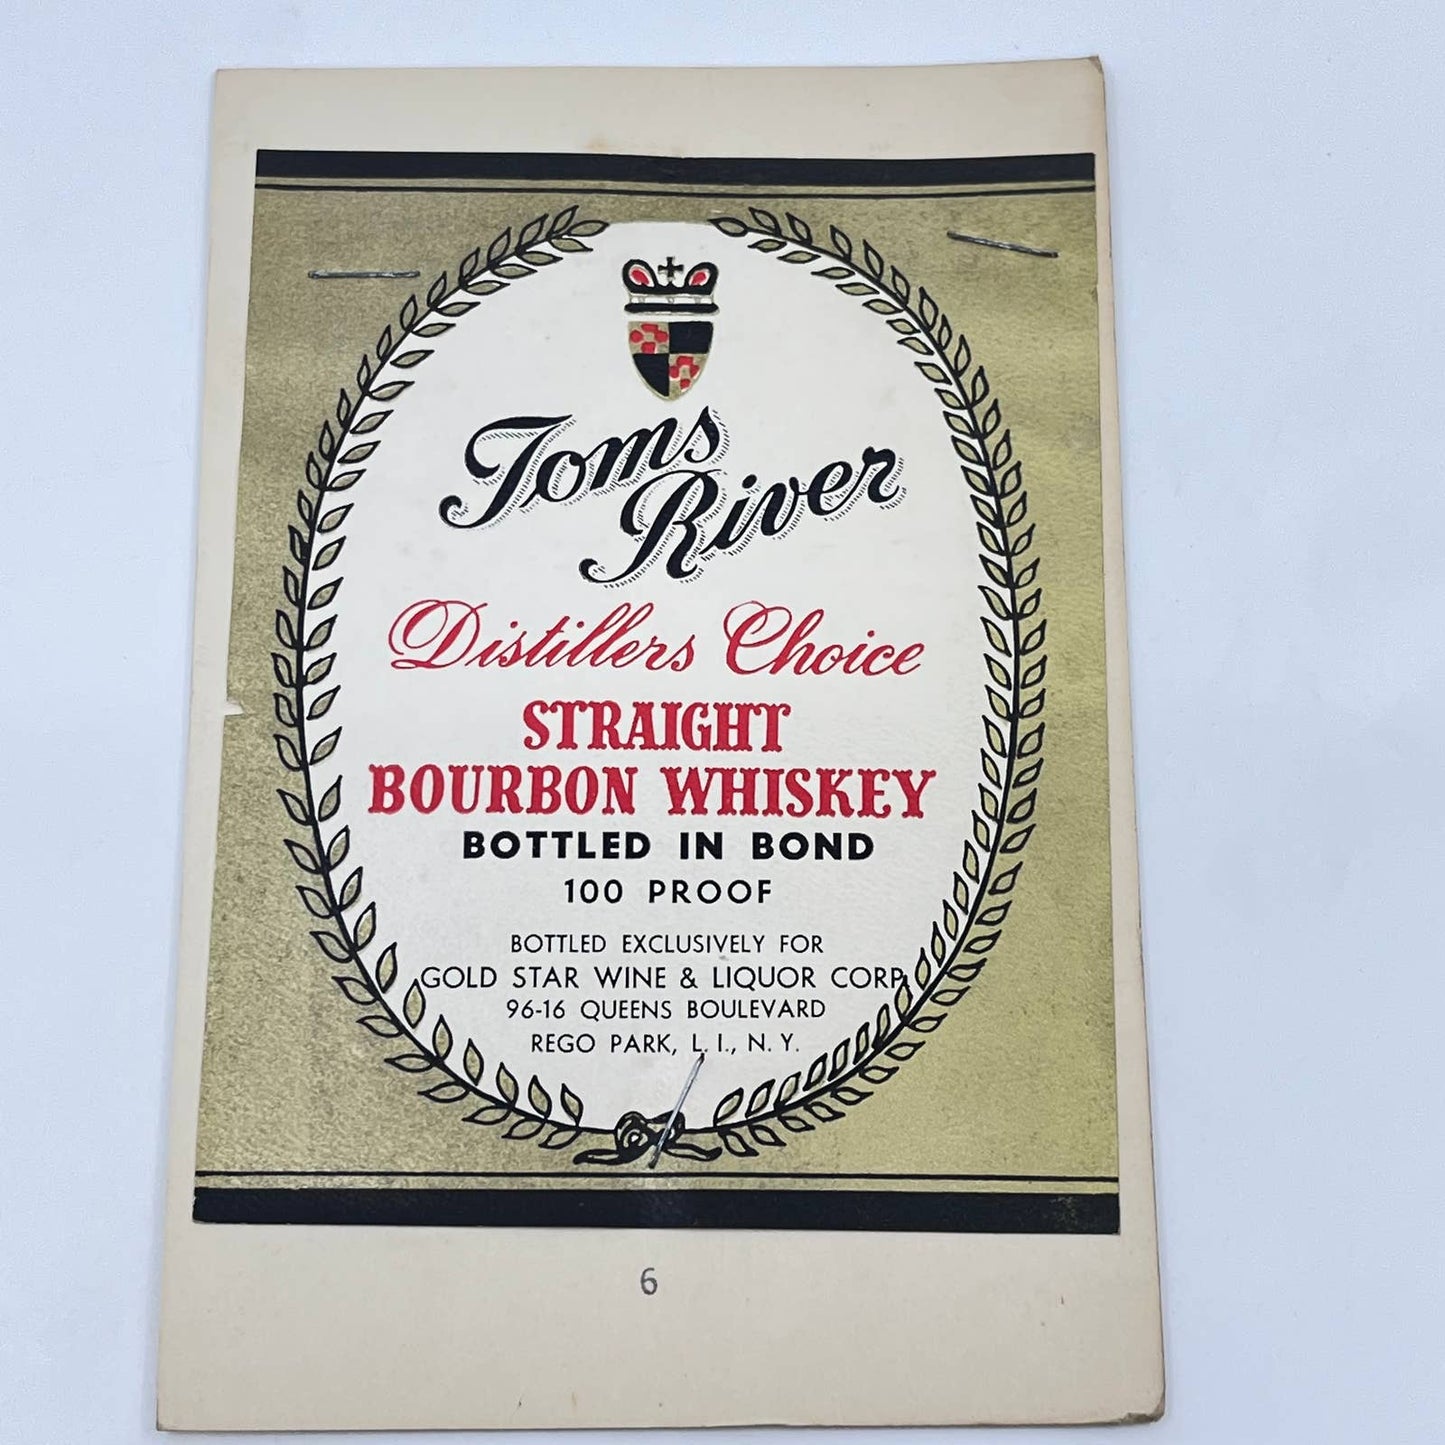 Toms
River
Distillers Choice
STRAIGHT
BOURBON WHISKEY
BOTTLED IN BOND
100 PROOF
BOTTLED EXCLUSIVELY FOR
GOLD STAR WINE & LIQUOR CORP.
96-16 QUEENS BOULEVARD
REGO PARK, L. I., N. Y.
6